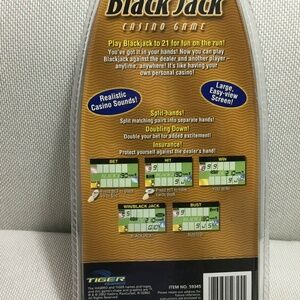 Black Jack
CASINO GAME
Play Blackjack to 21 for fun on the run!
You've got it in your hands! Now you can play
Blackjack against the dealer and another player -
anytime, anywhere! It's like having your
own personal casino!
Realistic
Casino Sounds!
Large,
Easy-view
Screen!
Split-hands!
Split matching pairs into separate hands!
Doubling Down!
Double your bet for added excitement!
Insurance!
Protect yourself against the dealer's hand!
BET
HIT
WIN
WIN/BLACK JACK
BUST
TIGER
ITEM NO. 59345